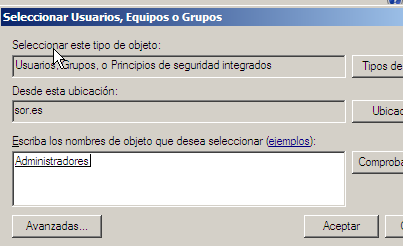 Seleccionar Usuarios, Equipos o Grupos
Seleccionar este tipo de objeto:
Usuarios, Grupos, o Principios de seguridad integrados
Tipos de
Desde esta ubicación:
sor.es
Ubicac
Escriba los nombres de objeto que desea seleccionar (ejemplos):
Administradores
Comproba
Avanzadas...
Aceptar